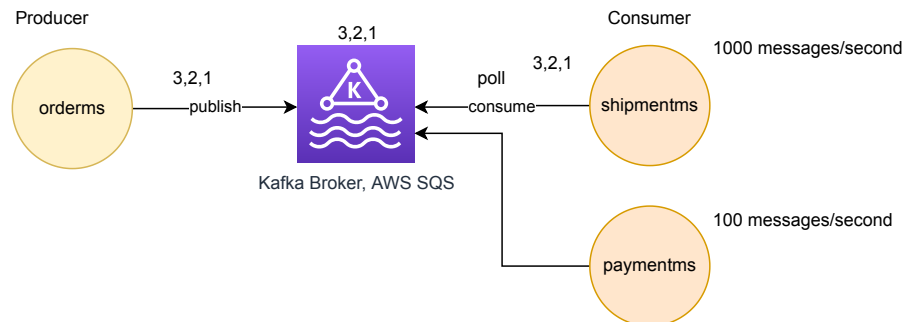 Producer
Consumer
3,2,1
1000 messages/second
3,2,1
poll
3,2,1
K
orderms
publish
consume
shipmentms
Kafka Broker, AWS SQS
100 messages/second
paymentms